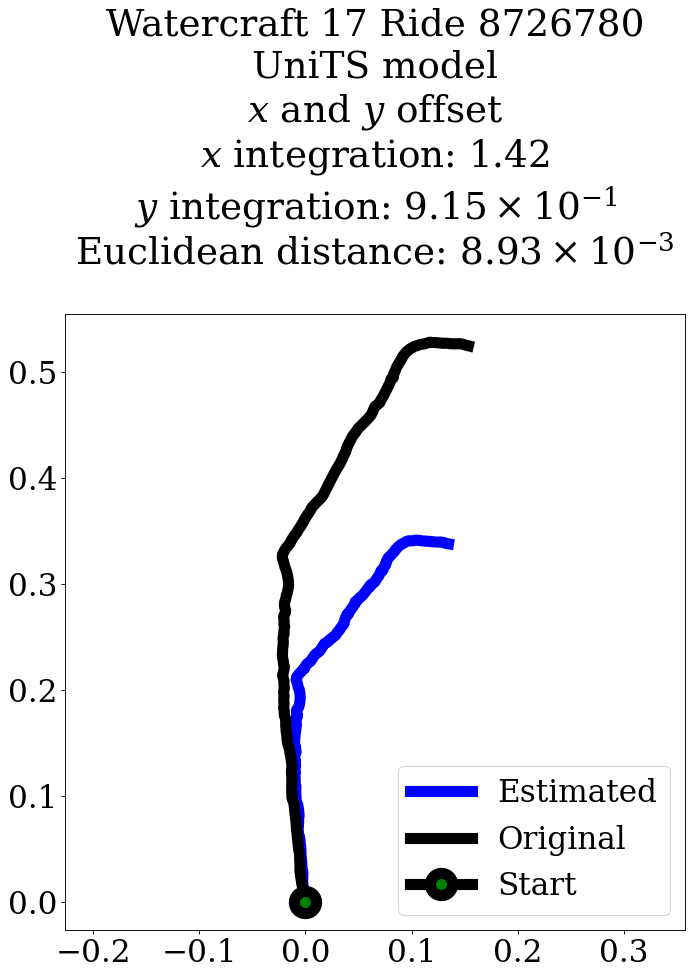 Watercraft 17 Ride 8726780
UniTS model
x and y offset
x integration: 1.42
y integration: 9.15 × 10⁻¹
Euclidean distance: 8.93 × 10⁻³
0.5
0.4
0.3
0.2
0.1
0.0
Estimated
Original
Start
−0.2 −0.1 0.0 0.1 0.2 0.3